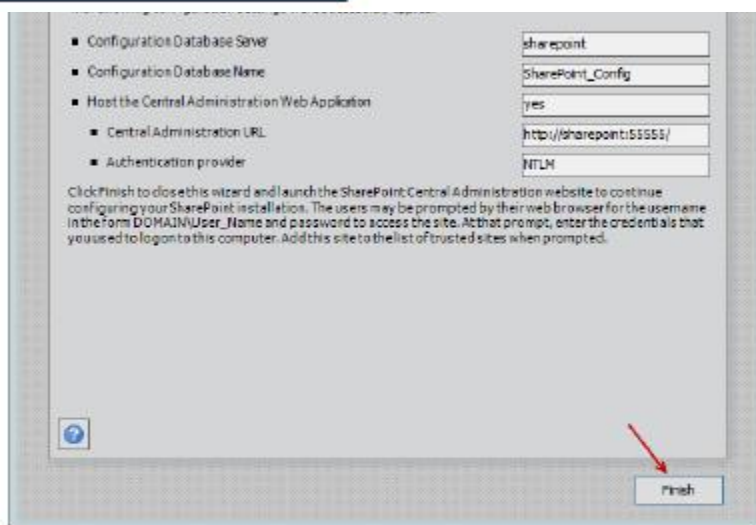 Configuration Database Server
sharepoint
Configuration Database Name
SharePoint_Config
Host the Central Administration Web Application
yes
Central Administration URL
http://sharepoint:55555/
Authentication provider
NTLM
Click Finish to close this wizard and launch the SharePoint Central Administration website to continue
configuring your SharePoint installation. The users may be prompted by their web browser for the username
in the form DOMAIN\User_Name and password to access the site. At that prompt, enter the credentials that
you used to logon to this computer. Add this site to the list of trusted sites when prompted.
Finish